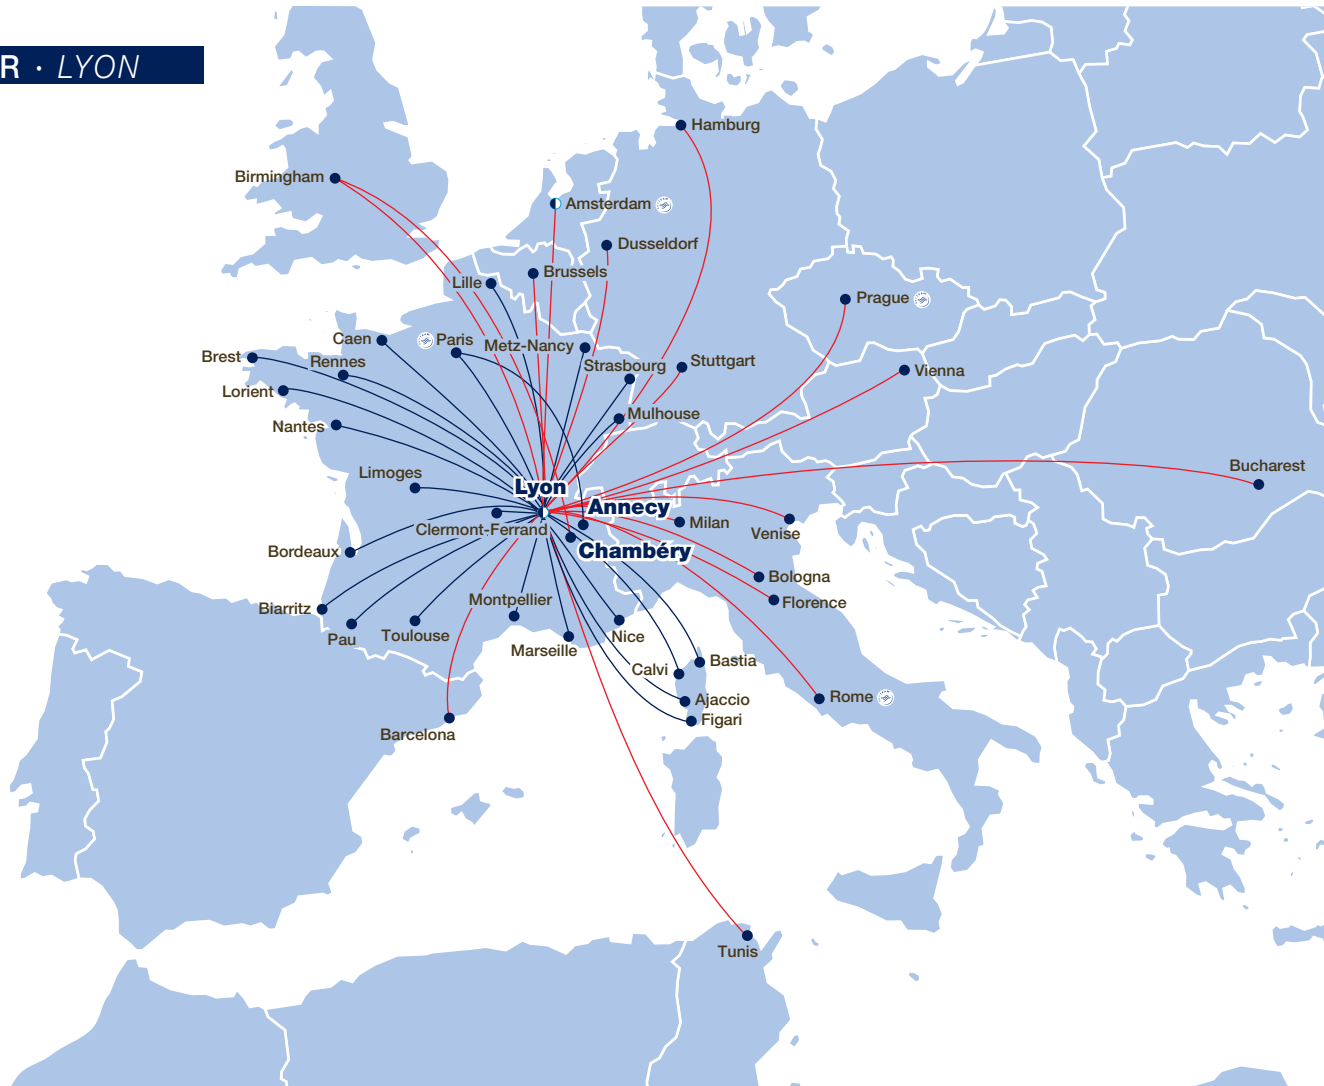 R · LYON
Hamburg
Birmingham
Amsterdam
Dusseldorf
Brussels
Lille
Prague
Caen
Paris
Metz-Nancy
Brest
Rennes
Strasbourg
Stuttgart
Vienna
Lorient
Mulhouse
Nantes
Limoges
Bucharest
Lyon
Annecy
Milan
Clermont-Ferrand
Venise
Bordeaux
Chambéry
Bologna
Biarritz
Montpellier
Florence
Pau
Toulouse
Nice
Marseille
Bastia
Calvi
Rome
Ajaccio
Figari
Barcelona
Tunis